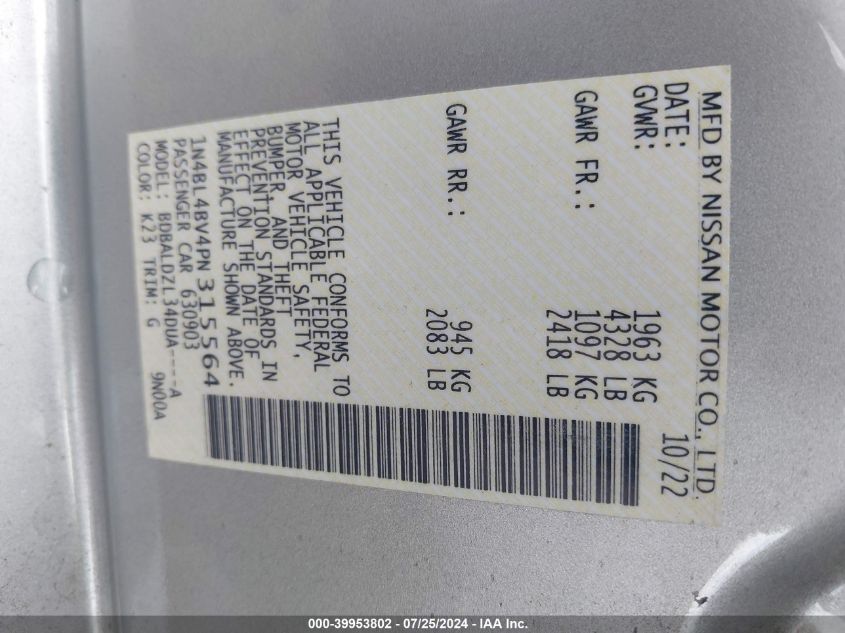 MFD BY NISSAN MOTOR CO., LTD.
DATE: 10/22
GVWR: 1963 KG
4328 LB
GAWR FR.: 1097 KG
2418 LB
GAWR RR.: 945 KG
2083 LB
THIS VEHICLE CONFORMS TO
ALL APPLICABLE FEDERAL
MOTOR VEHICLE SAFETY,
BUMPER, AND THEFT
PREVENTION STANDARDS IN
EFFECT ON THE DATE OF
MANUFACTURE SHOWN ABOVE.
1N4BL4BV4PN315564
PASSENGER CAR 630903
MODEL: BDBALDZL34DUA----A
COLOR: K23 TRIM: G 9N00A
000-39953802 - 07/25/2024 - IAA Inc.